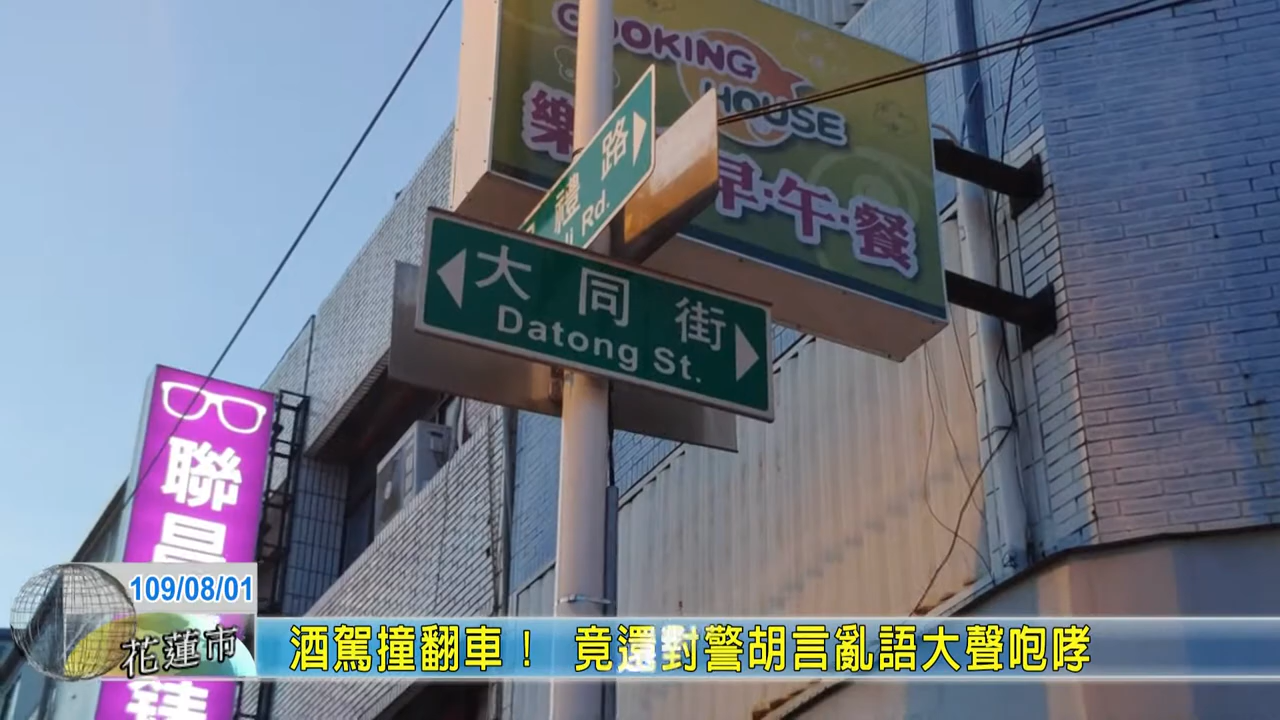 COOKING
HOUSE
樂
早·午·餐
禮 路
Rd.
大 同 街
Datong St.
聯
昌
109/08/01
花蓮市
酒駕撞翻車！ 竟還對警胡言亂語大聲咆哮